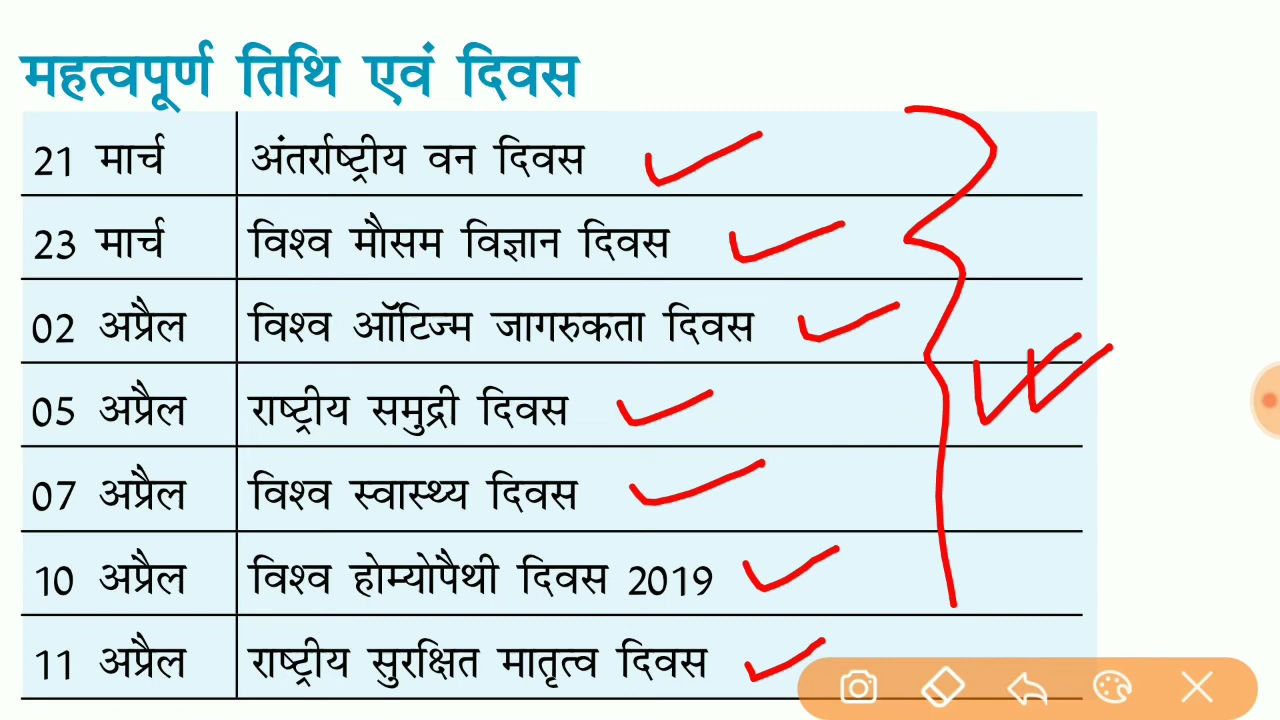 महत्वपूर्ण तिथि एवं दिवस
21 मार्च अंतर्राष्ट्रीय वन दिवस
23 मार्च विश्व मौसम विज्ञान दिवस
02 अप्रैल विश्व ऑटिज्म जागरुकता दिवस
05 अप्रैल राष्ट्रीय समुद्री दिवस
07 अप्रैल विश्व स्वास्थ्य दिवस
10 अप्रैल विश्व होम्योपैथी दिवस 2019
11 अप्रैल राष्ट्रीय सुरक्षित मातृत्व दिवस